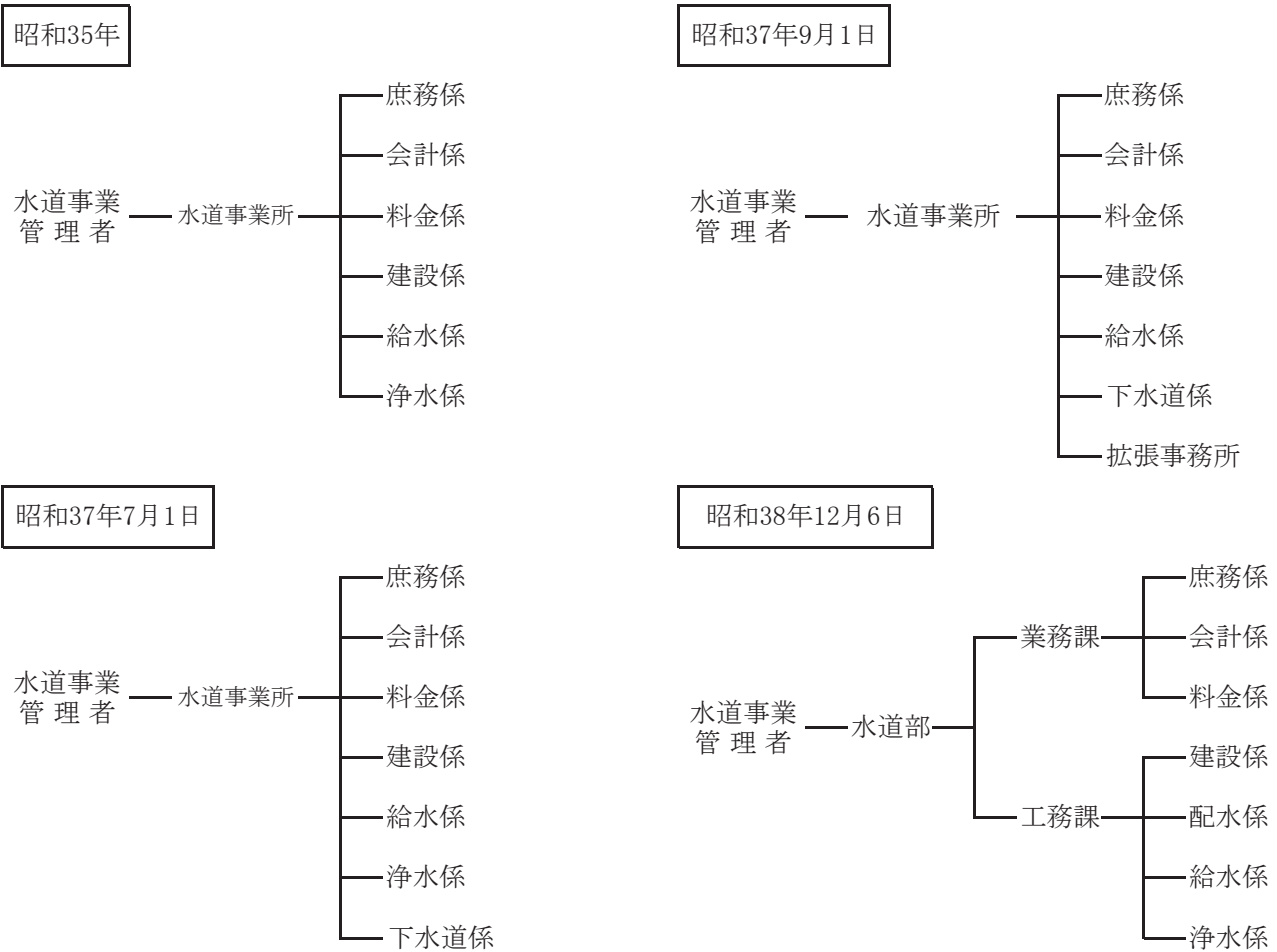 昭和35年
水道事業
管理者
水道事業所
庶務係
会計係
料金係
建設係
給水係
浄水係
昭和37年7月1日
水道事業
管理者
水道事業所
庶務係
会計係
料金係
建設係
給水係
浄水係
下水道係
昭和37年9月1日
水道事業
管理者
水道事業所
庶務係
会計係
料金係
建設係
給水係
下水道係
拡張事務所
昭和38年12月6日
水道事業
管理者
水道部
業務課
庶務係
会計係
料金係
工務課
建設係
配水係
給水係
浄水係